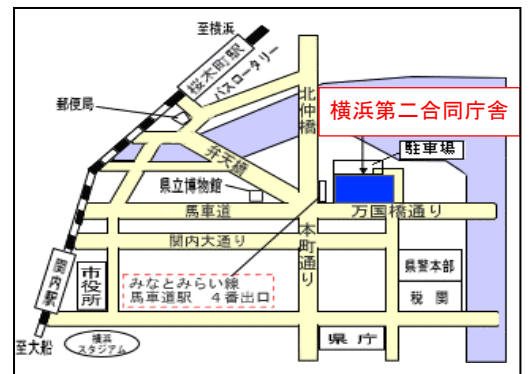 至横浜
桜木町駅
バスロータリー
郵便局
北仲橋
横浜第二合同庁舎
駐車場
弁天橋
県立博物館
馬車道
万国橋通り
関内大通り
本町通り
みなとみらい線
馬車道駅 4番出口
県警本部
税 関
関内駅
市役所
至大船
横浜
スタジアム
県 庁